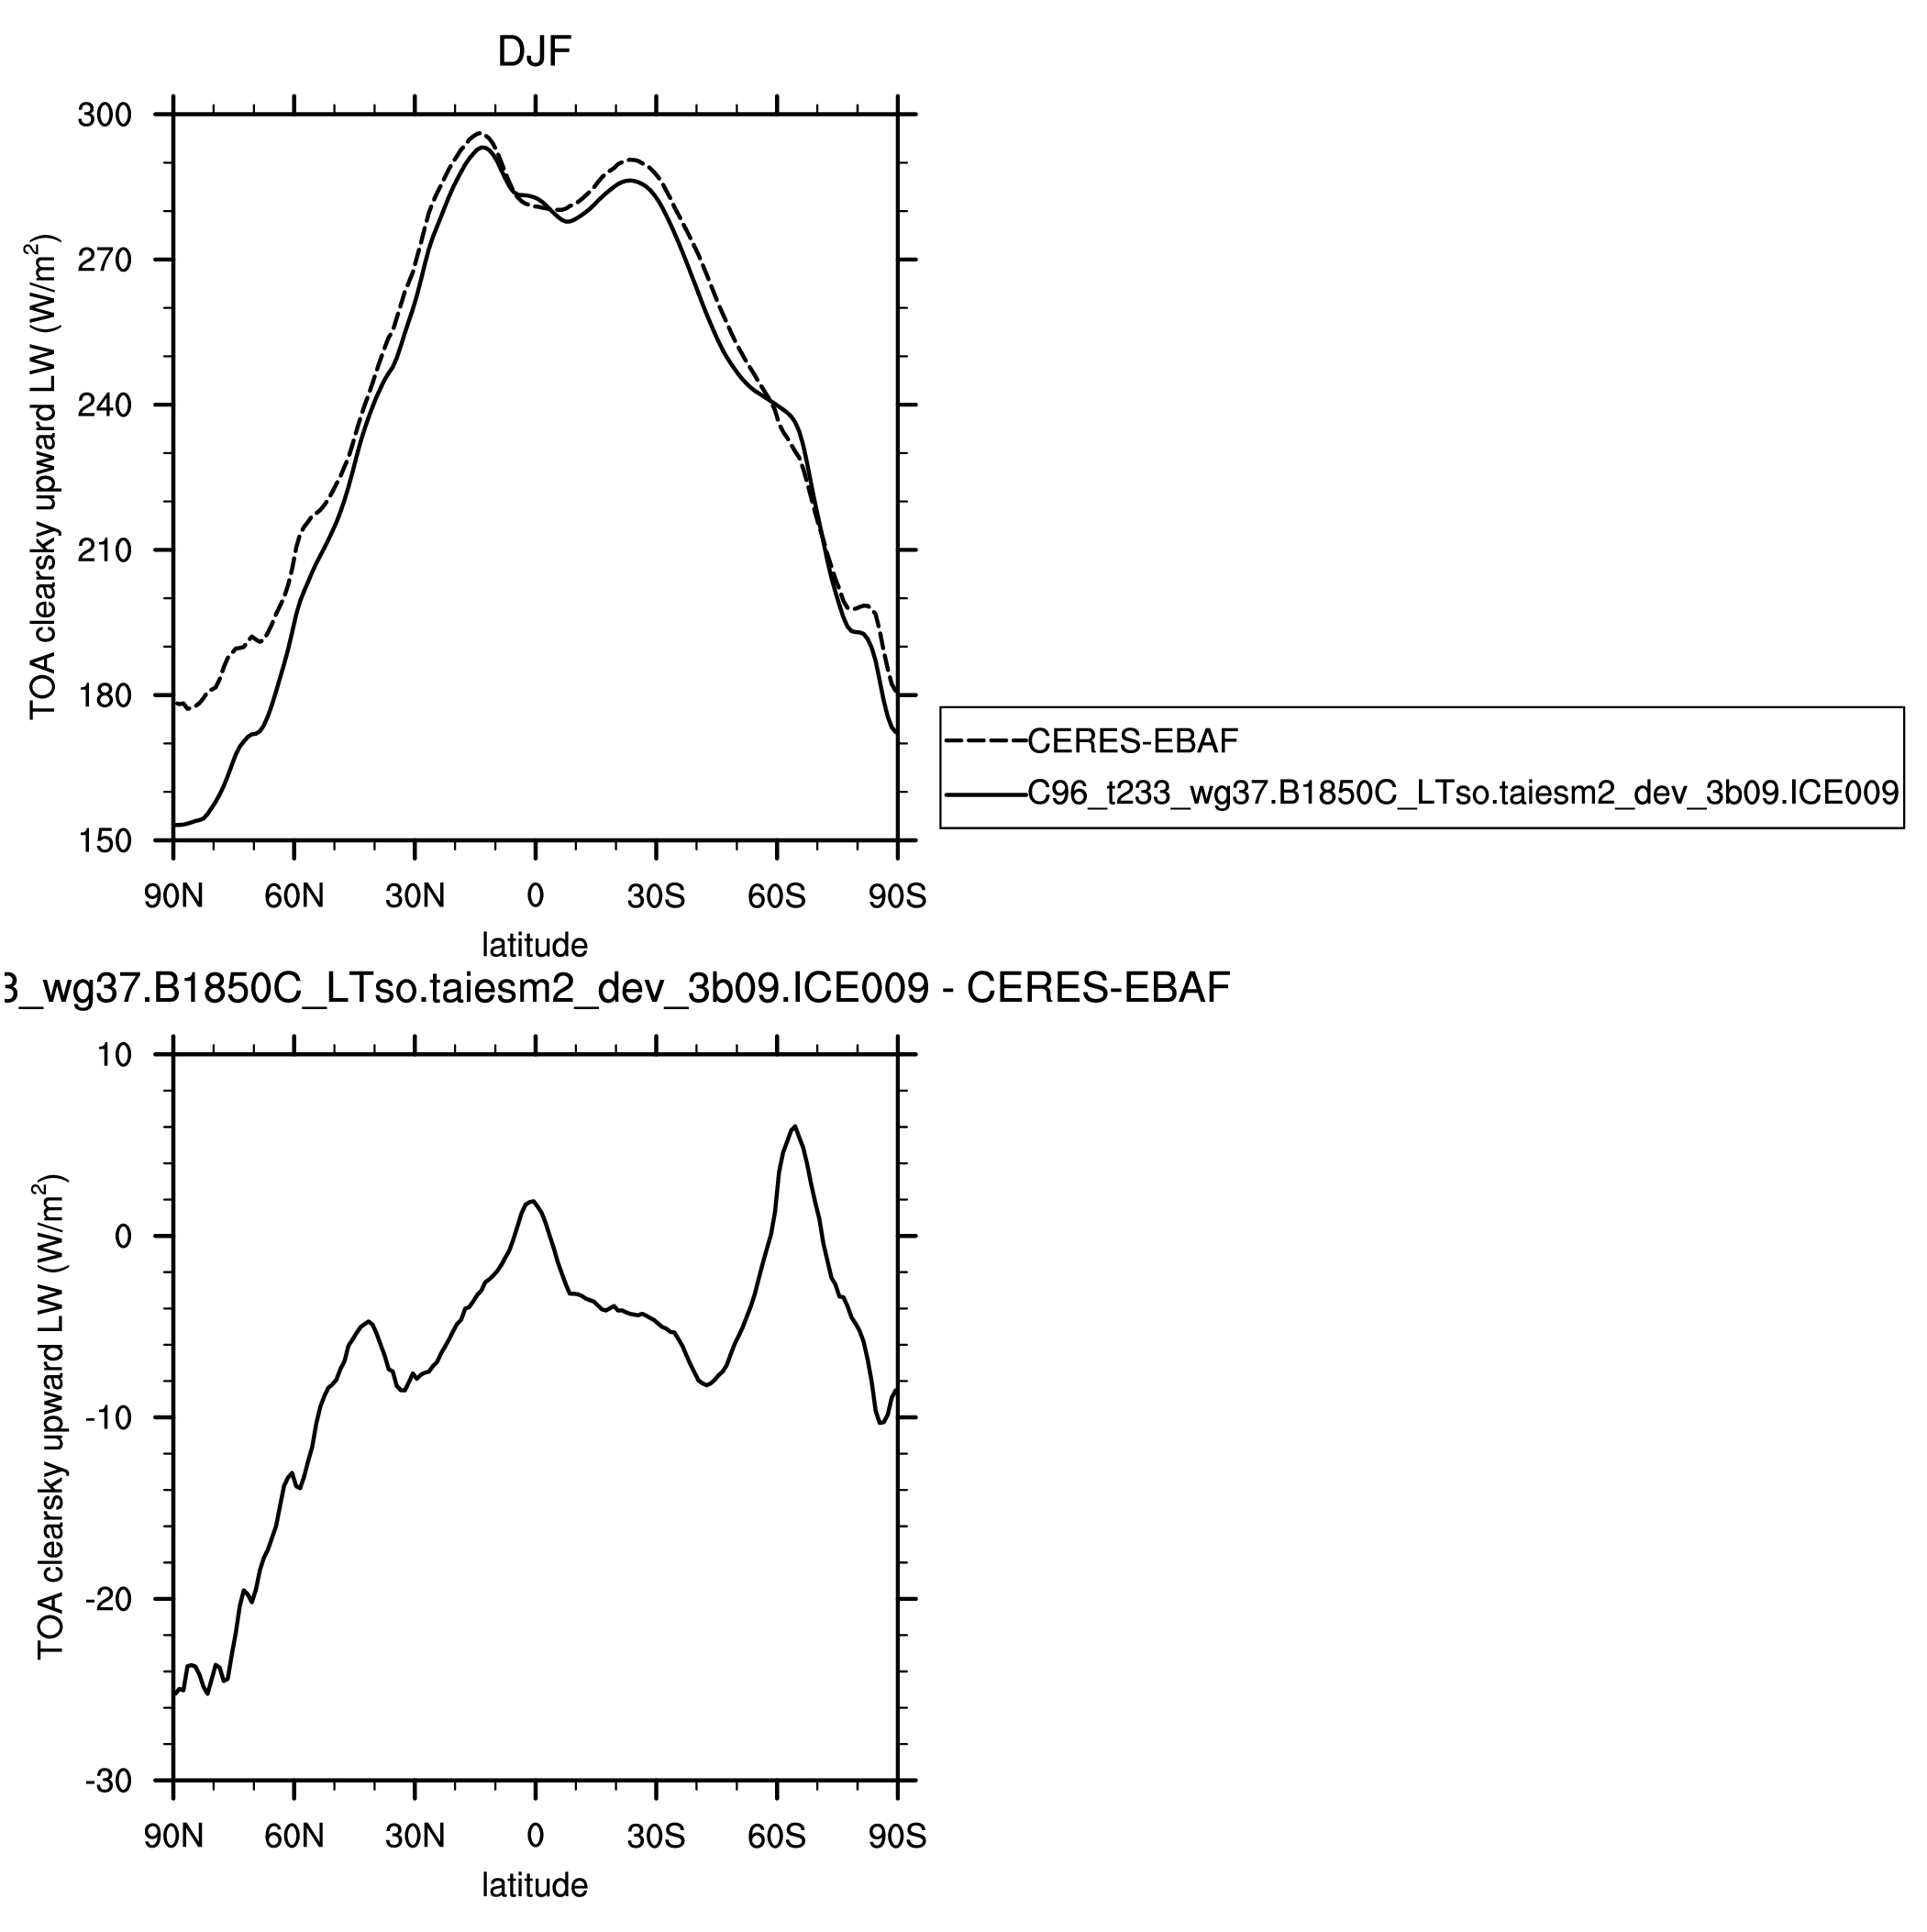 DJF
TOA clearsky upward LW (W/m²)
300
270
240
210
180
150
90N 60N 30N 0 30S 60S 90S
latitude
CERES-EBAF
C96_t233_wg37.B1850C_LTso.taiesm2_dev_3b09.ICE009
3_wg37.B1850C_LTso.taiesm2_dev_3b09.ICE009 - CERES-EBAF
TOA clearsky upward LW (W/m²)
10
0
-10
-20
-30
90N 60N 30N 0 30S 60S 90S
latitude